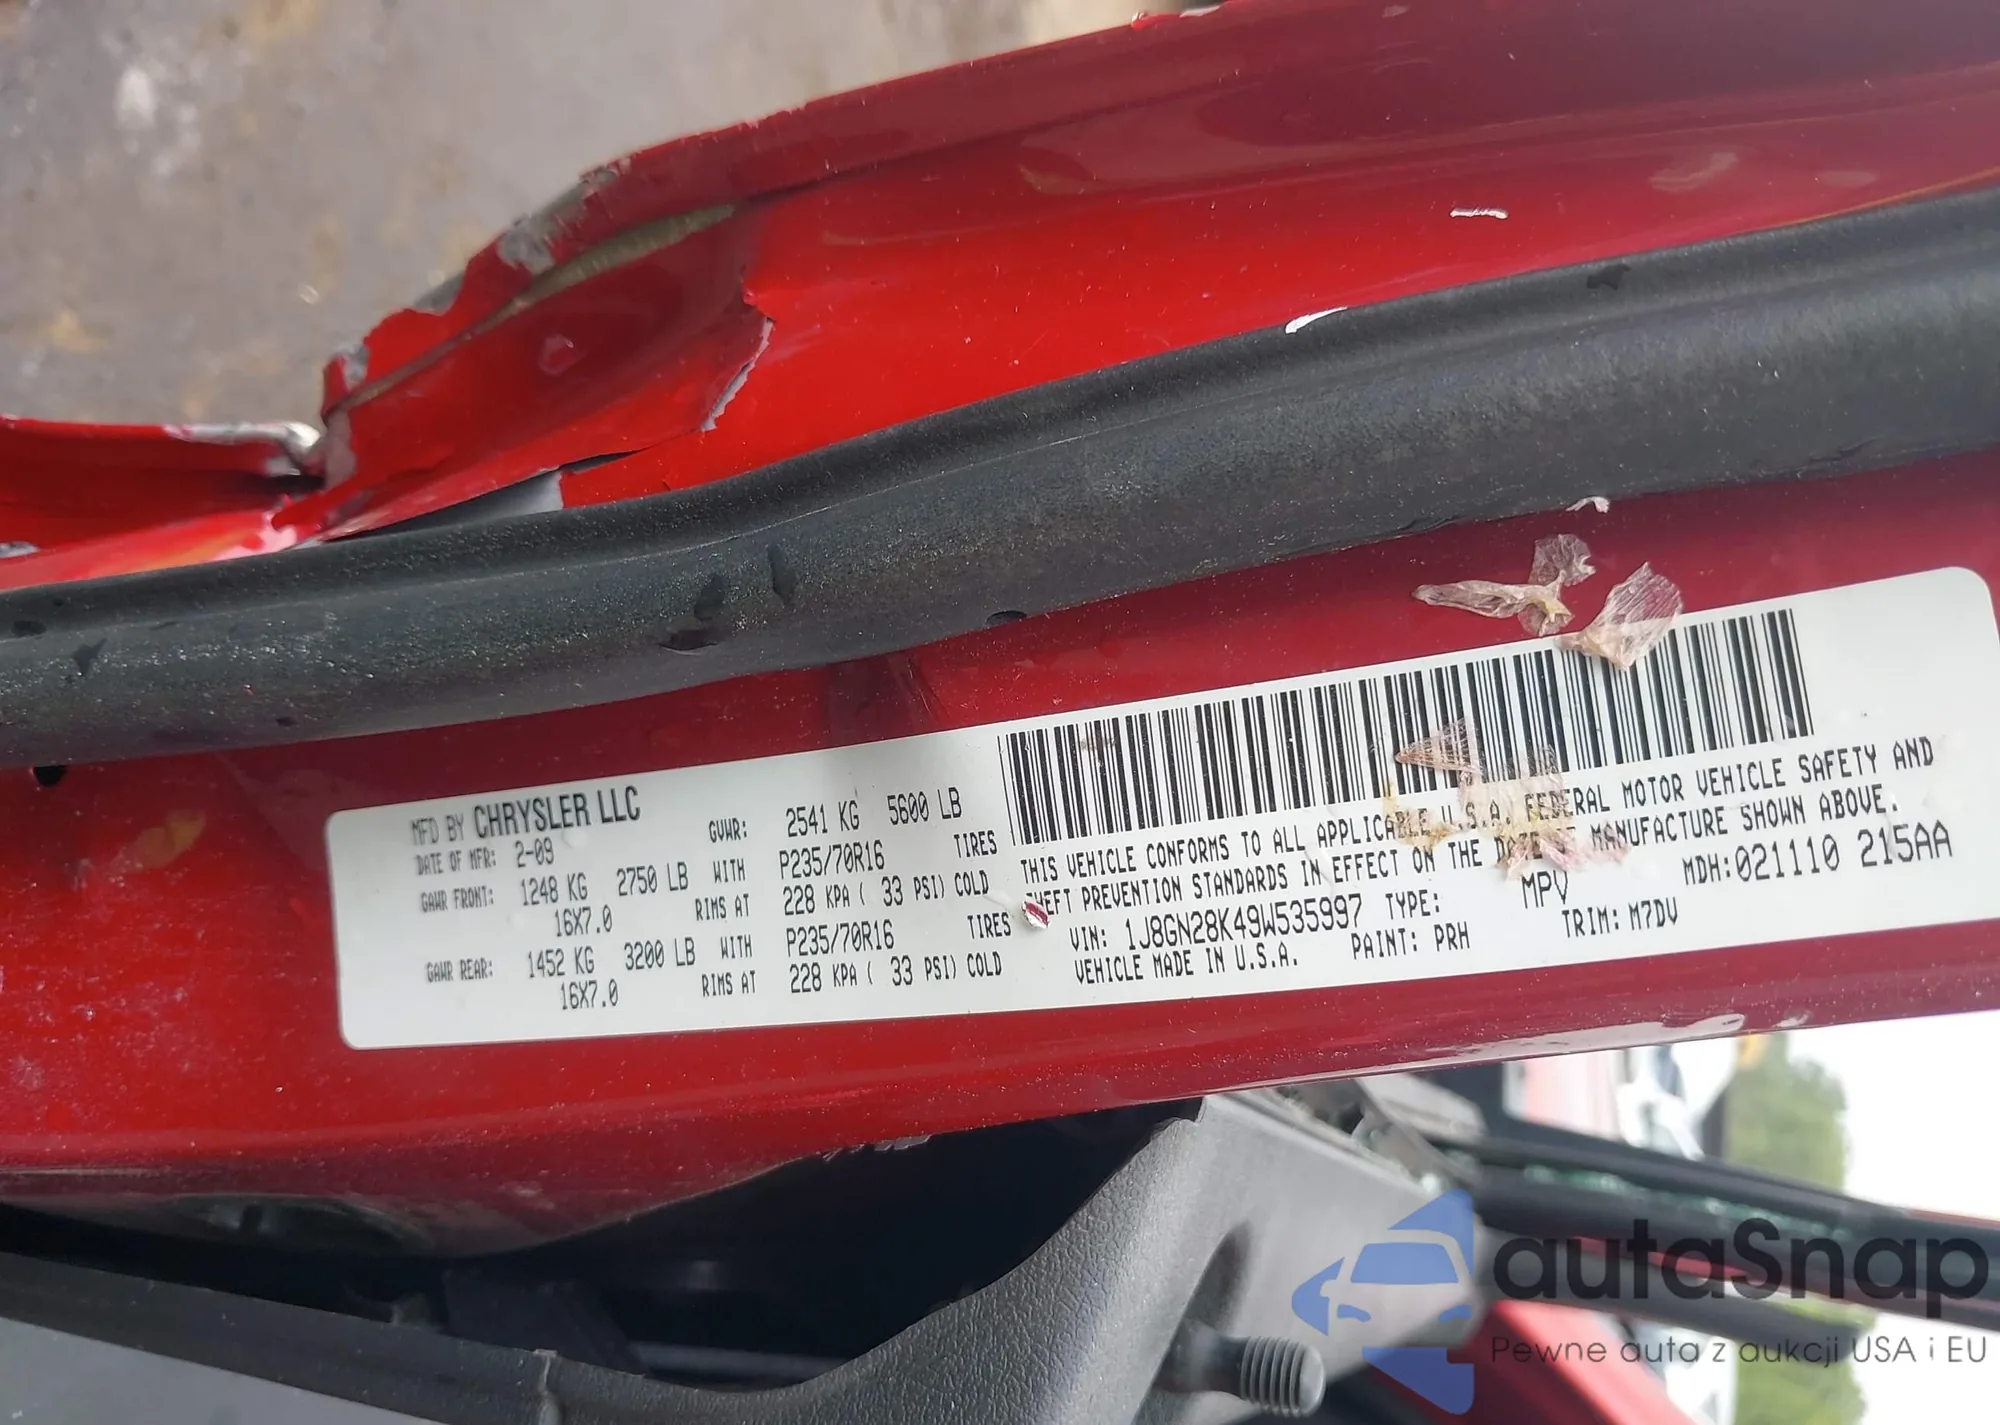 MFD BY CHRYSLER LLC
DATE OF MFR: 2-09 GVWR: 2541 KG 5600 LB
GAWR FRONT: 1248 KG 2750 LB WITH P235/70R16 TIRES
16X7.0 RIMS AT 228 KPA ( 33 PSI) COLD
GAWR REAR: 1452 KG 3200 LB WITH P235/70R16 TIRES
16X7.0 RIMS AT 228 KPA ( 33 PSI) COLD
THIS VEHICLE CONFORMS TO ALL APPLICABLE U.S.A. FEDERAL MOTOR VEHICLE SAFETY AND
THEFT PREVENTION STANDARDS IN EFFECT ON THE DATE OF MANUFACTURE SHOWN ABOVE.
VIN: 1J8GN28K49W535997 TYPE: MPV MDH:021110 215AA
VEHICLE MADE IN U.S.A. PAINT: PRH TRIM: M7DV
autaSnap
Pewne auta z aukcji USA i EU